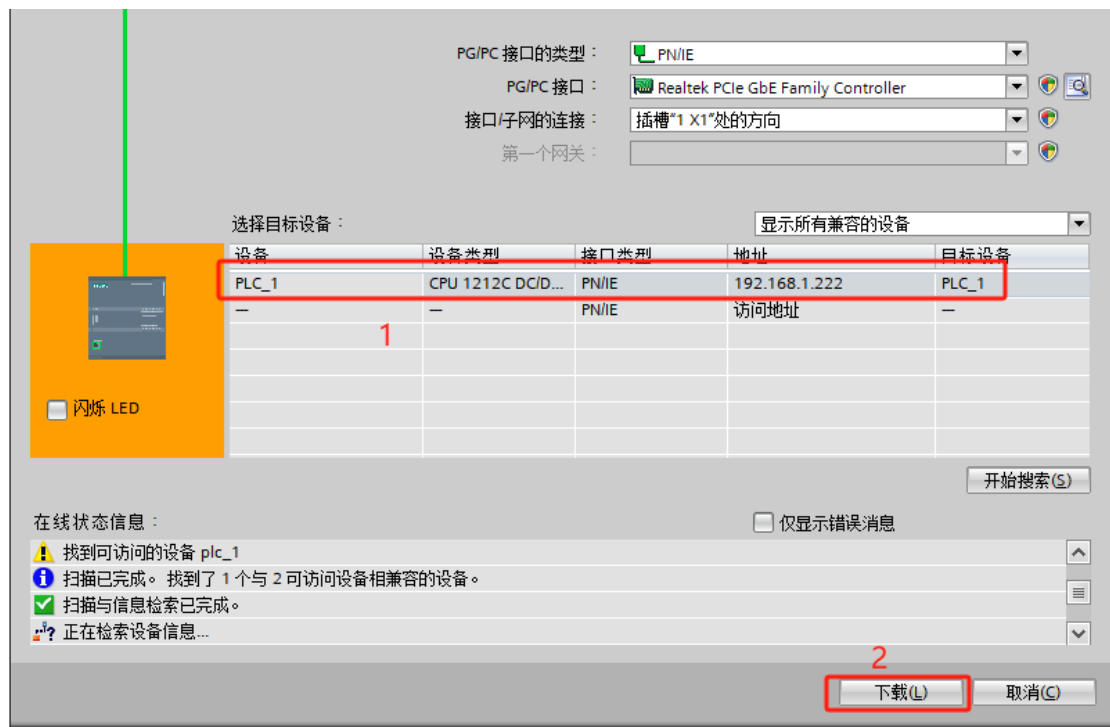 PG/PC 接口的类型： PN/IE
PG/PC 接口： Realtek PCIe GbE Family Controller
接口/子网的连接： 插槽"1 X1"处的方向
第一个网关：
选择目标设备： 显示所有兼容的设备
设备 设备类型 接口类型 地址 目标设备
PLC_1 CPU 1212C DC/D... PN/IE 192.168.1.222 PLC_1
— — PN/IE 访问地址 —
1
闪烁 LED
开始搜索(S)
在线状态信息： 仅显示错误消息
找到可访问的设备 plc_1
扫描已完成。 找到了 1 个与 2 可访问设备相兼容的设备。
扫描与信息检索已完成。
正在检索设备信息...
2
下载(L) 取消(C)